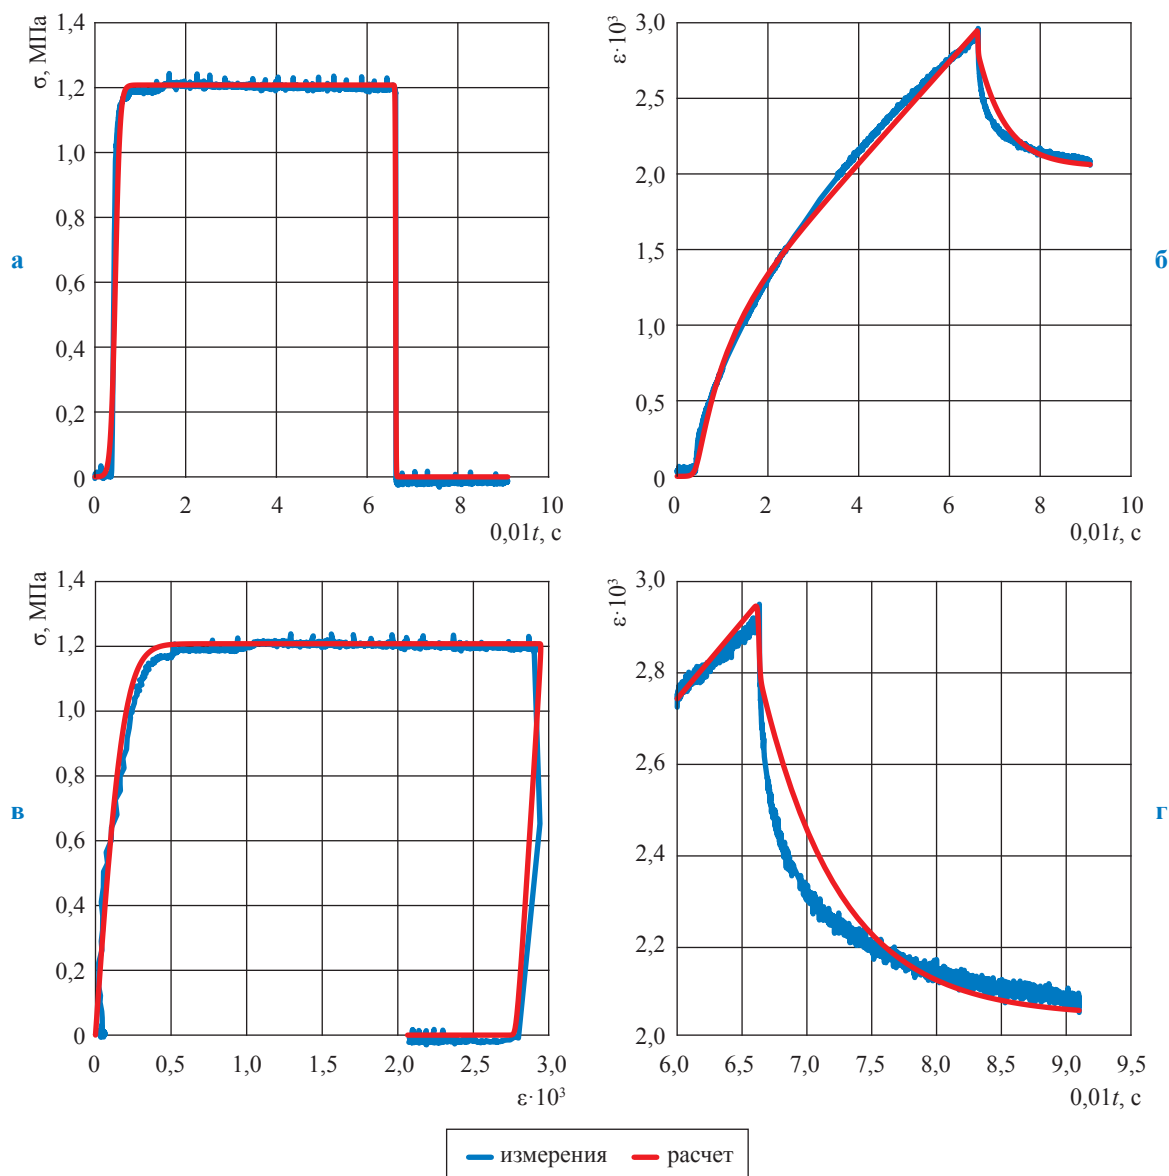 σ, МПа
1,4
1,2
1,0
0,8
0,6
0,4
0,2
0
0 2 4 6 8 10
0,01t, с
а
ε·10³
3,0
2,5
2,0
1,5
1,0
0,5
0
0 2 4 6 8 10
0,01t, с
б
σ, МПа
1,4
1,2
1,0
0,8
0,6
0,4
0,2
0
0 0,5 1,0 1,5 2,0 2,5 3,0
ε·10³
в
ε·10³
3,0
2,8
2,6
2,4
2,2
2,0
6,0 6,5 7,0 7,5 8,0 8,5 9,0 9,5
0,01t, с
г
измерения расчет